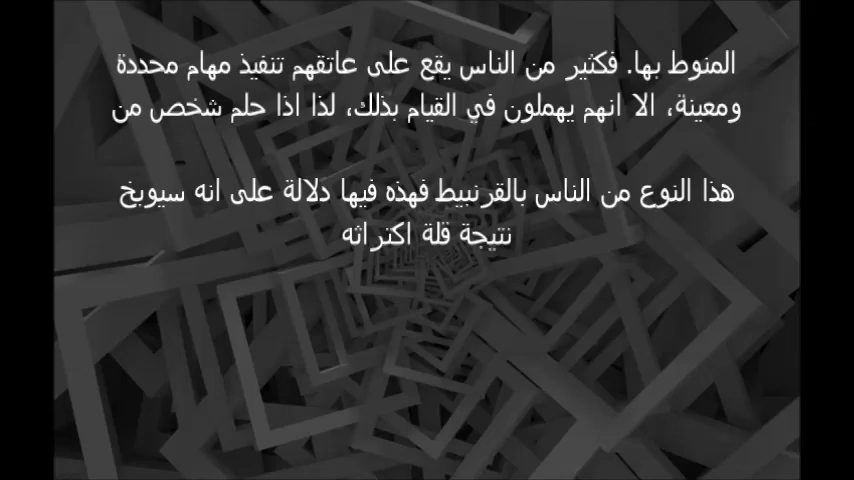 المنوط بها. فكثير من الناس يقع على عاتقهم تنفيذ مهام محددة
ومعينة، الا انهم يهملون في القيام بذلك، لذا اذا حلم شخص من
هذا النوع من الناس بالقرنبيط فهذه فيها دلالة على انه سيوبخ
نتيجة قلة اكتراثه